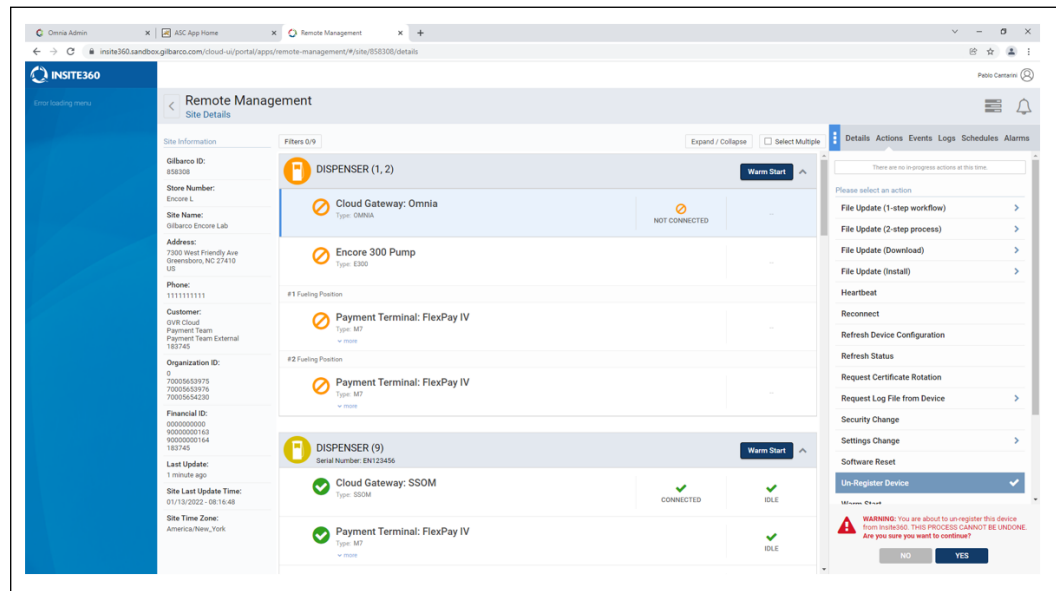 Omnia Admin
ASC App Home
Remote Management
insite360.sandbox.gilbarco.com/cloud-ui/portal/apps/remote-management/#/site/858308/details
INSITE360
Pablo Cantarini
Error loading menu
Remote Management
Site Details
Site Information
Gilbarco ID:
858308
Store Number:
Encore L
Site Name:
Gilbarco Encore Lab
Address:
7300 West Friendly Ave
Greensboro, NC 27410
US
Phone:
1111111111
Customer:
GVR Cloud
Payment Team
Payment Team External
183745
Organization ID:
0
70005653975
70005653976
70005654230
Financial ID:
0000000000
90000000163
90000000164
183745
Last Update:
1 minute ago
Site Last Update Time:
01/13/2022 - 08:16:48
Site Time Zone:
America/New_York
Filters 0/9
Expand / Collapse
Select Multiple
DISPENSER (1, 2)
Warm Start
Cloud Gateway: Omnia
Type: OMNIA
NOT CONNECTED
--
Encore 300 Pump
Type: E300
--
#1 Fueling Position
Payment Terminal: FlexPay IV
Type: M7
more
--
#2 Fueling Position
Payment Terminal: FlexPay IV
Type: M7
more
--
DISPENSER (9)
Serial Number: EN123456
Warm Start
Cloud Gateway: SSOM
Type: SSOM
CONNECTED
IDLE
Payment Terminal: FlexPay IV
Type: M7
more
IDLE
Details Actions Events Logs Schedules Alarms
There are no in-progress actions at this time.
Please select an action
File Update (1-step workflow)
File Update (2-step process)
File Update (Download)
File Update (Install)
Heartbeat
Reconnect
Refresh Device Configuration
Refresh Status
Request Certificate Rotation
Request Log File from Device
Security Change
Settings Change
Software Reset
Un-Register Device
Warm Start
WARNING: You are about to un-register this device
from Insite360. THIS PROCESS CANNOT BE UNDONE.
Are you sure you want to continue?
NO
YES